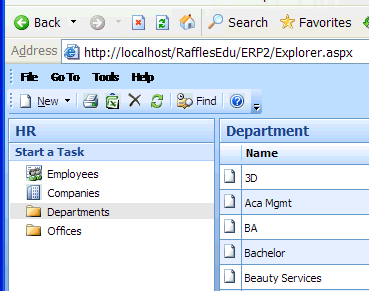 Back Search Favorites
Address http://localhost/RafflesEdu/ERP2/Explorer.aspx
File Go To Tools Help
New Find
HR
Start a Task
Employees
Companies
Departments
Offices
Department
Name
3D
Aca Mgmt
BA
Bachelor
Beauty Services